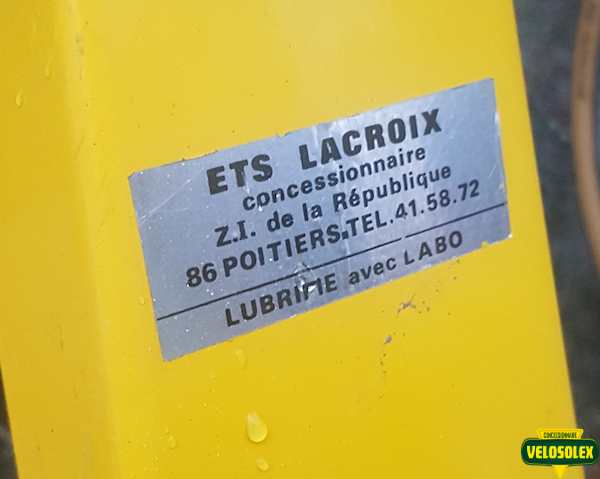 ETS LACROIX
concessionnaire
Z.I. de la République
86 POITIERS.TEL.41.58.72
LUBRIFIE avec LABO
CONCESSIONNAIRE
VELOSOLEX